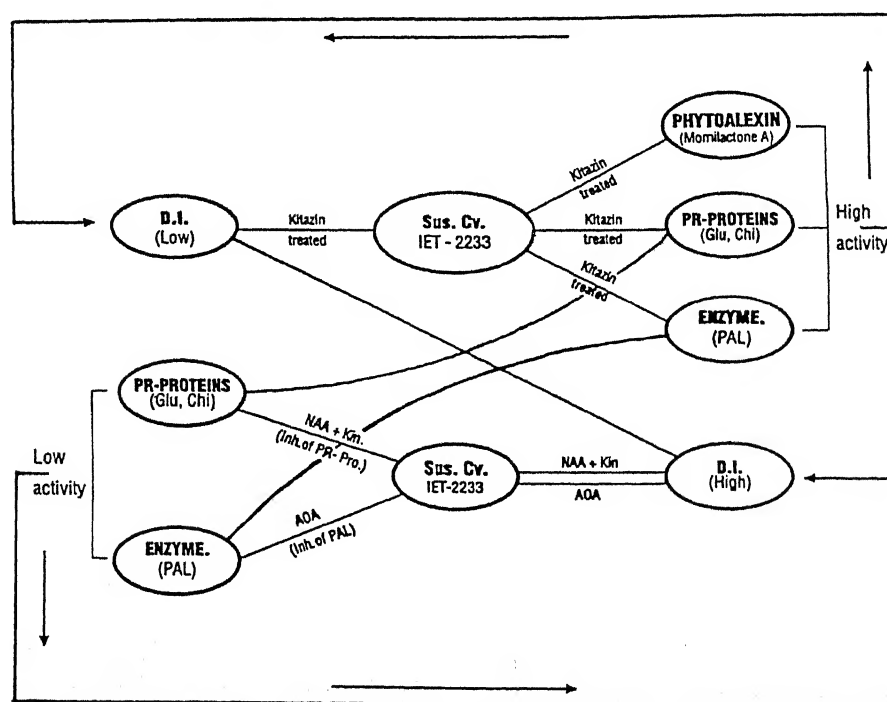 PHYTOALEXIN
(Momilactone A)
Kitazin
treated
D.I.
(Low)
Kitazin
treated
Sus. Cv.
IET - 2233
Kitazin
treated
PR-PROTEINS
(Glu, Chi)
High
activity
Kitazin
treated
ENZYME.
(PAL)
PR-PROTEINS
(Glu, Chi)
NAA + Kin.
(Inh. of PR- Pro.)
Low
activity
Sus. Cv.
IET-2233
NAA + Kin
AOA
D.I.
(High)
AOA
(Inh. of PAL)
ENZYME.
(PAL)